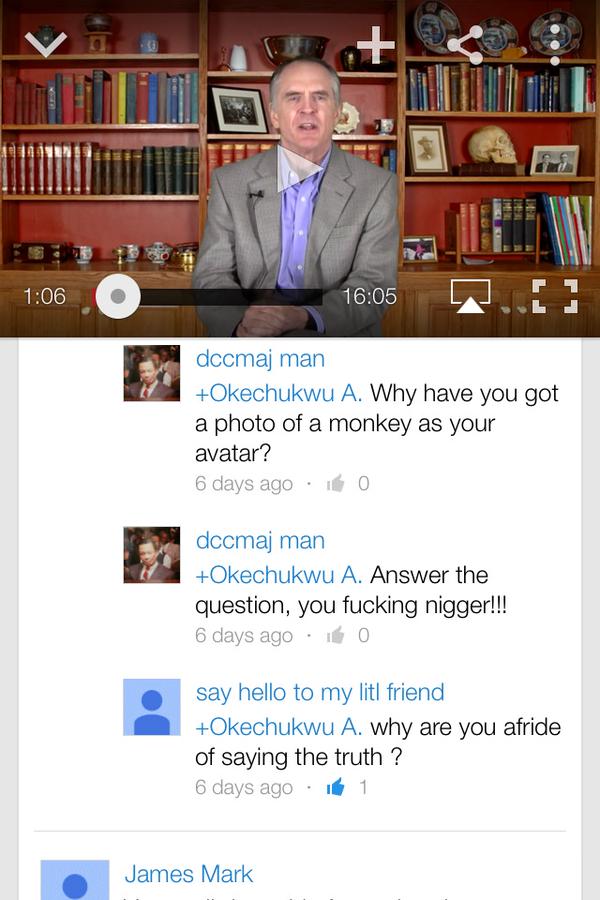 1:06
16:05
dccmaj man
+Okechukwu A. Why have you got
a photo of a monkey as your
avatar?
6 days ago · 0
dccmaj man
+Okechukwu A. Answer the
question, you fucking nigger!!!
6 days ago · 0
say hello to my litl friend
+Okechukwu A. why are you afride
of saying the truth ?
6 days ago · 1
James Mark